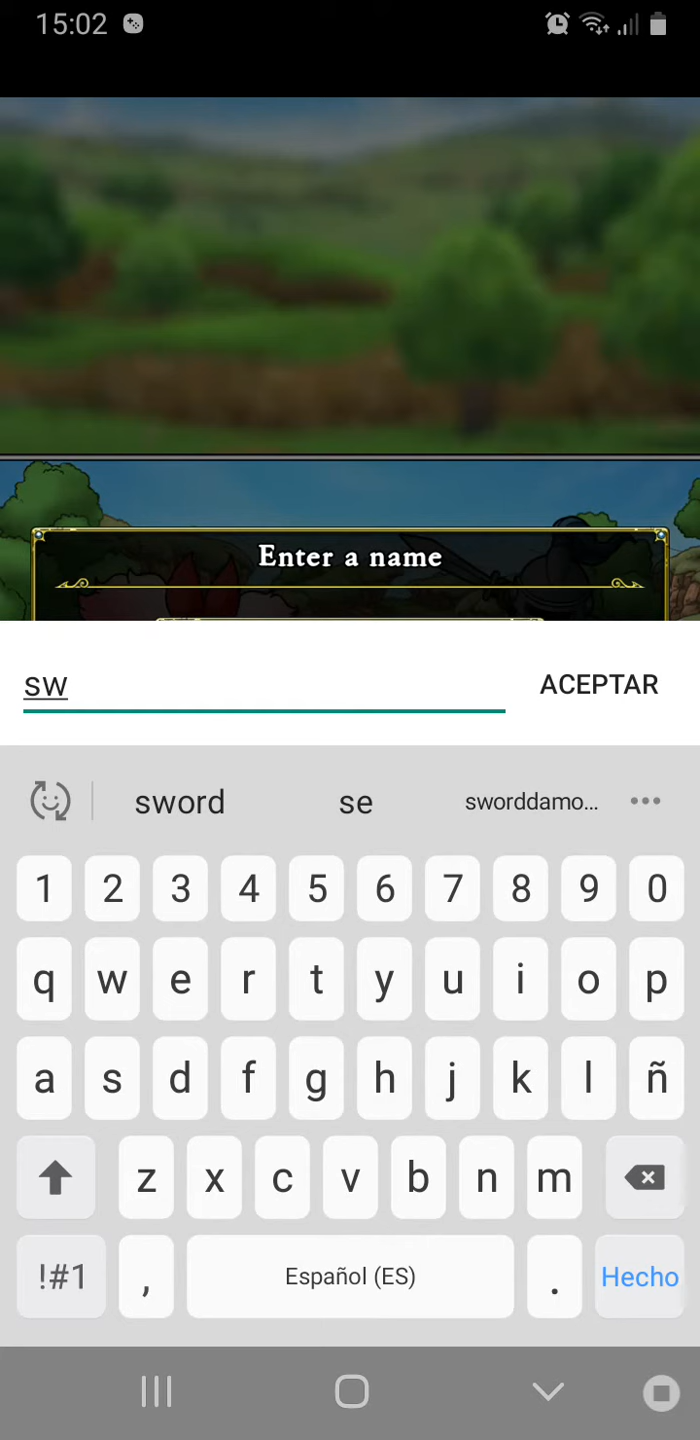 15:02
Enter a name
sw
ACEPTAR
sword se sworddamo...
1 2 3 4 5 6 7 8 9 0
q w e r t y u i o p
a s d f g h j k l ñ
z x c v b n m
!#1 , Español (ES) . Hecho